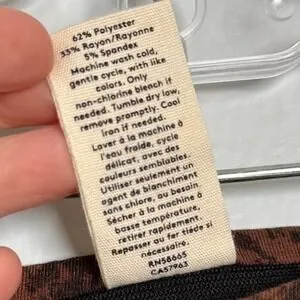 62% Polyester
33% Rayon/Rayonne
5% Spandex
Machine wash cold,
gentle cycle, with like
colors. Only
non-chlorine bleach if
needed. Tumble dry low,
remove promptly. Cool
iron if needed.
Laver à la machine à
l'eau froide, cycle
délicat, avec des
couleurs semblables.
Utiliser seulement un
agent de blanchiment
sans chlore, au besoin
Sécher à la machine à
basse température,
retirer rapidement.
Repasser au fer tiède si
nécessaire.
RN58665
CA57963